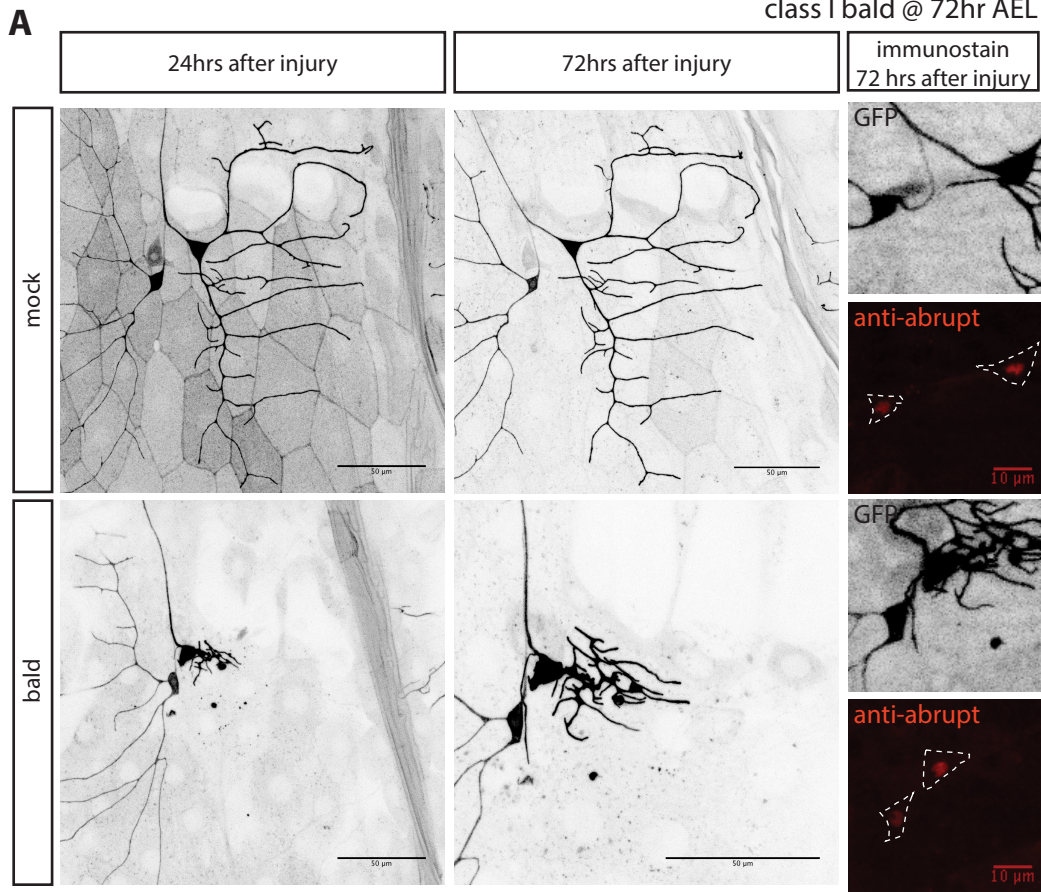 A
class I bald @ 72hr AEL
24hrs after injury
72hrs after injury
immunostain
72 hrs after injury
mock
50 µm
50 µm
GFP
anti-abrupt
10 µm
bald
50 µm
50 µm
GFP
anti-abrupt
10 µm